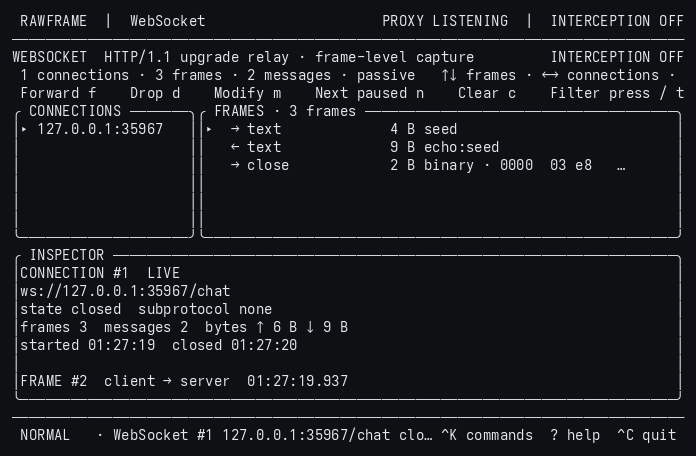 RAWFRAME | WebSocket PROXY LISTENING | INTERCEPTION OFF
WEBSOCKET HTTP/1.1 upgrade relay · frame-level capture INTERCEPTION OFF
1 connections · 3 frames · 2 messages · passive ↑↓ frames · ←→ connections ·
Forward f Drop d Modify m Next paused n Clear c Filter press / t
CONNECTIONS FRAMES · 3 frames
▸ 127.0.0.1:35967 ▸ → text 4 B seed
← text 9 B echo:seed
→ close 2 B binary · 0000 03 e8 …
INSPECTOR
CONNECTION #1 LIVE
ws://127.0.0.1:35967/chat
state closed subprotocol none
frames 3 messages 2 bytes ↑ 6 B ↓ 9 B
started 01:27:19 closed 01:27:20
FRAME #2 client → server 01:27:19.937
NORMAL · WebSocket #1 127.0.0.1:35967/chat clo… ^K commands ? help ^C quit